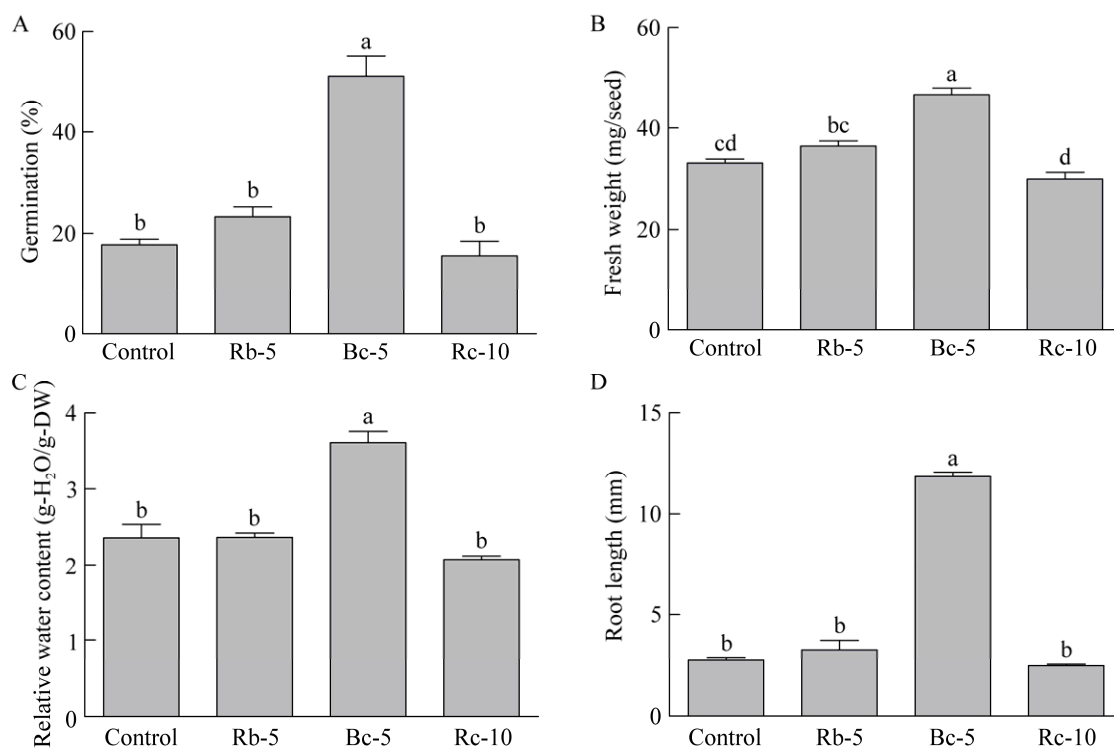 A
Germination (%)
60
40
20
0
a
b
b
b
Control Rb-5 Bc-5 Rc-10
B
Fresh weight (mg/seed)
60
40
20
0
a
bc
cd
d
Control Rb-5 Bc-5 Rc-10
C
Relative water content (g-H₂O/g-DW)
4
3
2
1
0
a
b
b
b
Control Rb-5 Bc-5 Rc-10
D
Root length (mm)
15
10
5
0
a
b
b
b
Control Rb-5 Bc-5 Rc-10